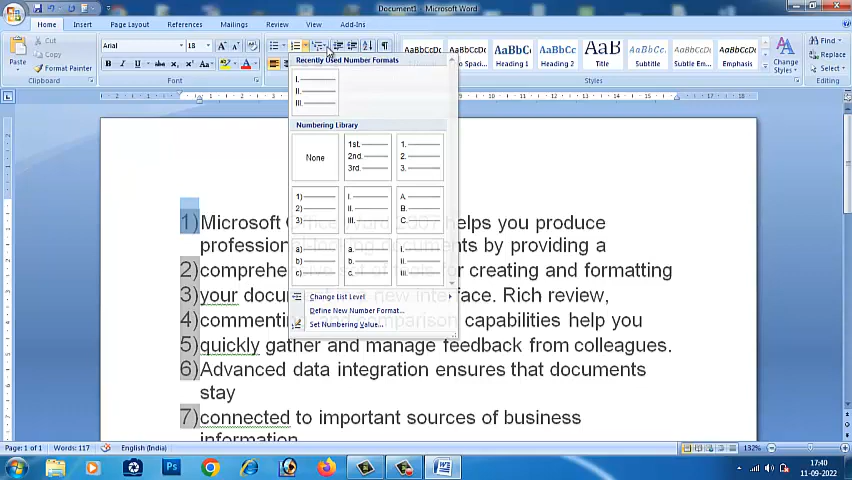 Document1 - Microsoft Word
Home Insert Page Layout References Mailings Review View Add-Ins
Cut
Copy
Format Painter
Paste
Clipboard
Arial 18
B I U
Font
AaBbCcDc AaBbCcDc AaBbCc AaBbCc AaB AaBbCc. AaBbCcDc
Heading 1 Heading 2 Title Subtitle Subtle Em...
Change Styles
Styles
Find
Replace
Select
Editing
Recently Used Number Formats
I.
II.
III.
Numbering Library
None
1st.
2nd.
3rd.
1.
2.
3.
1)
2)
3)
I.
II.
III.
A.
B.
C.
a)
b)
c)
a.
b.
c.
i.
ii.
iii.
Change List Level
Define New Number Format...
Set Numbering Value...
1) Microsoft Office Word 2007 helps you produce
professional-looking documents by providing a
2) comprehensive set of tools for creating and formatting
3) your document in a new interface. Rich review,
4) commenting and comparison capabilities help you
5) quickly gather and manage feedback from colleagues.
6) Advanced data integration ensures that documents
stay
7) connected to important sources of business
information.
Page: 1 of 1 Words: 117 English (India) 132%
17:40
11-09-2022